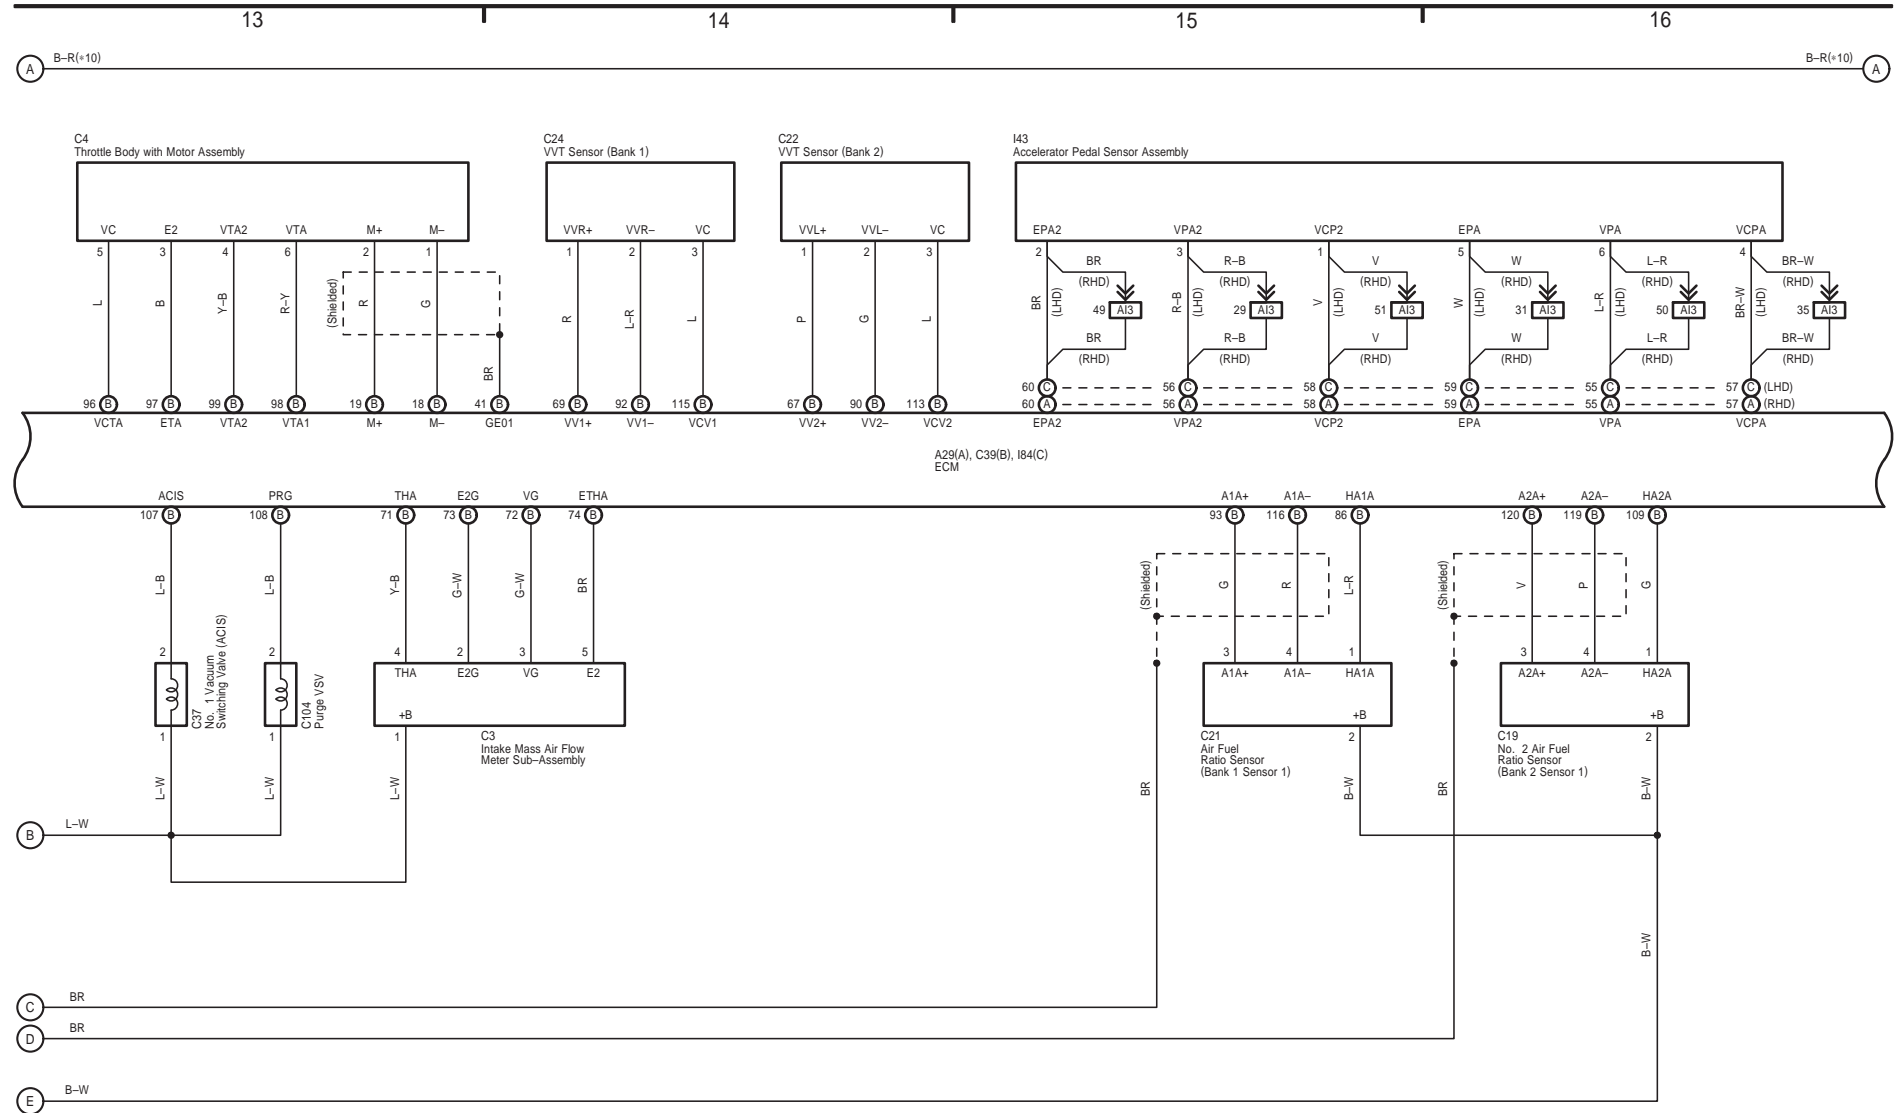 13 14 15 16
A B–R(*10) B–R(*10) A
C4 C24 C22 I43
Throttle Body with Motor Assembly VVT Sensor (Bank 1) VVT Sensor (Bank 2) Accelerator Pedal Sensor Assembly
VC E2 VTA2 VTA M+ M– VVR+ VVR– VC VVL+ VVL– VC EPA2 VPA2 VCP2 EPA VPA VCPA
5 3 4 6 2 1 1 2 3 1 2 3 2 3 1 5 6 4
BR R–B V W L–R BR–W
(RHD) (RHD) (RHD) (RHD) (RHD) (RHD)
L B Y–B R–Y (Shielded) R G R L–R L P G L BR (LHD) R–B (LHD) V (LHD) W (LHD) L–R (LHD) BR–W (LHD)
49 AI3 29 AI3 51 AI3 31 AI3 50 AI3 35 AI3
BR R–B V W L–R BR–W
(RHD) (RHD) (RHD) (RHD) (RHD) (RHD)
BR
60 C 56 C 58 C 59 C 55 C 57 C (LHD)
96 B 97 B 99 B 98 B 19 B 18 B 41 B 69 B 92 B 115 B 67 B 90 B 113 B 60 A 56 A 58 A 59 A 55 A 57 A (RHD)
VCTA ETA VTA2 VTA1 M+ M– GE01 VV1+ VV1– VCV1 VV2+ VV2– VCV2 EPA2 VPA2 VCP2 EPA VPA VCPA
A29(A), C39(B), I84(C)
ECM
ACIS PRG THA E2G VG ETHA A1A+ A1A– HA1A A2A+ A2A– HA2A
107 B 108 B 71 B 73 B 72 B 74 B 93 B 116 B 86 B 120 B 119 B 109 B
L–B L–B Y–B G–W G–W BR (Shielded) G R L–R (Shielded) V P G
2 2 4 2 3 5 3 4 1 3 4 1
THA E2G VG E2 A1A+ A1A– HA1A A2A+ A2A– HA2A
C37
No. 1 Vacuum
Switching Valve (ACIS)
C104
Purge VSV
+B +B +B
1 1 1 2 2
C3
Intake Mass Air Flow
Meter Sub–Assembly
C21
Air Fuel
Ratio Sensor
(Bank 1 Sensor 1)
C19
No. 2 Air Fuel
Ratio Sensor
(Bank 2 Sensor 1)
L–W L–W L–W BR B–W BR B–W
B L–W
B–W
C BR
D BR
E B–W